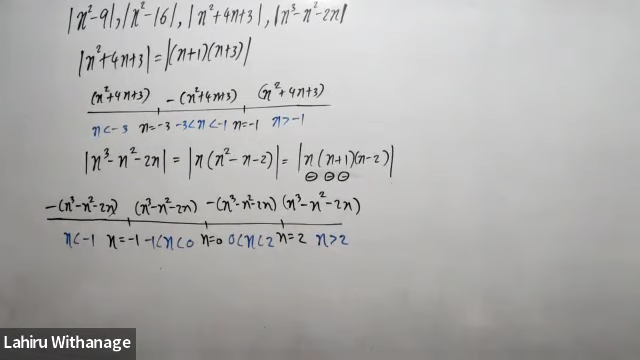 |x²-9|, |x²-16|, |x²+4x+3|, |x³-x²-2x|
|x²+4x+3| = |(x+1)(x+3)|
(x²+4x+3) -(x²+4x+3) (x²+4x+3)
x<-3 x=-3 -3<x<-1 x=-1 x>-1
|x³-x²-2x| = |x(x²-x-2)| = |x(x+1)(x-2)|
⊖ ⊖ ⊖
-(x³-x²-2x) (x³-x²-2x) -(x³-x²-2x) (x³-x²-2x)
x<-1 x=-1 -1<x<0 x=0 0<x<2 x=2 x>2
Lahiru Withanage